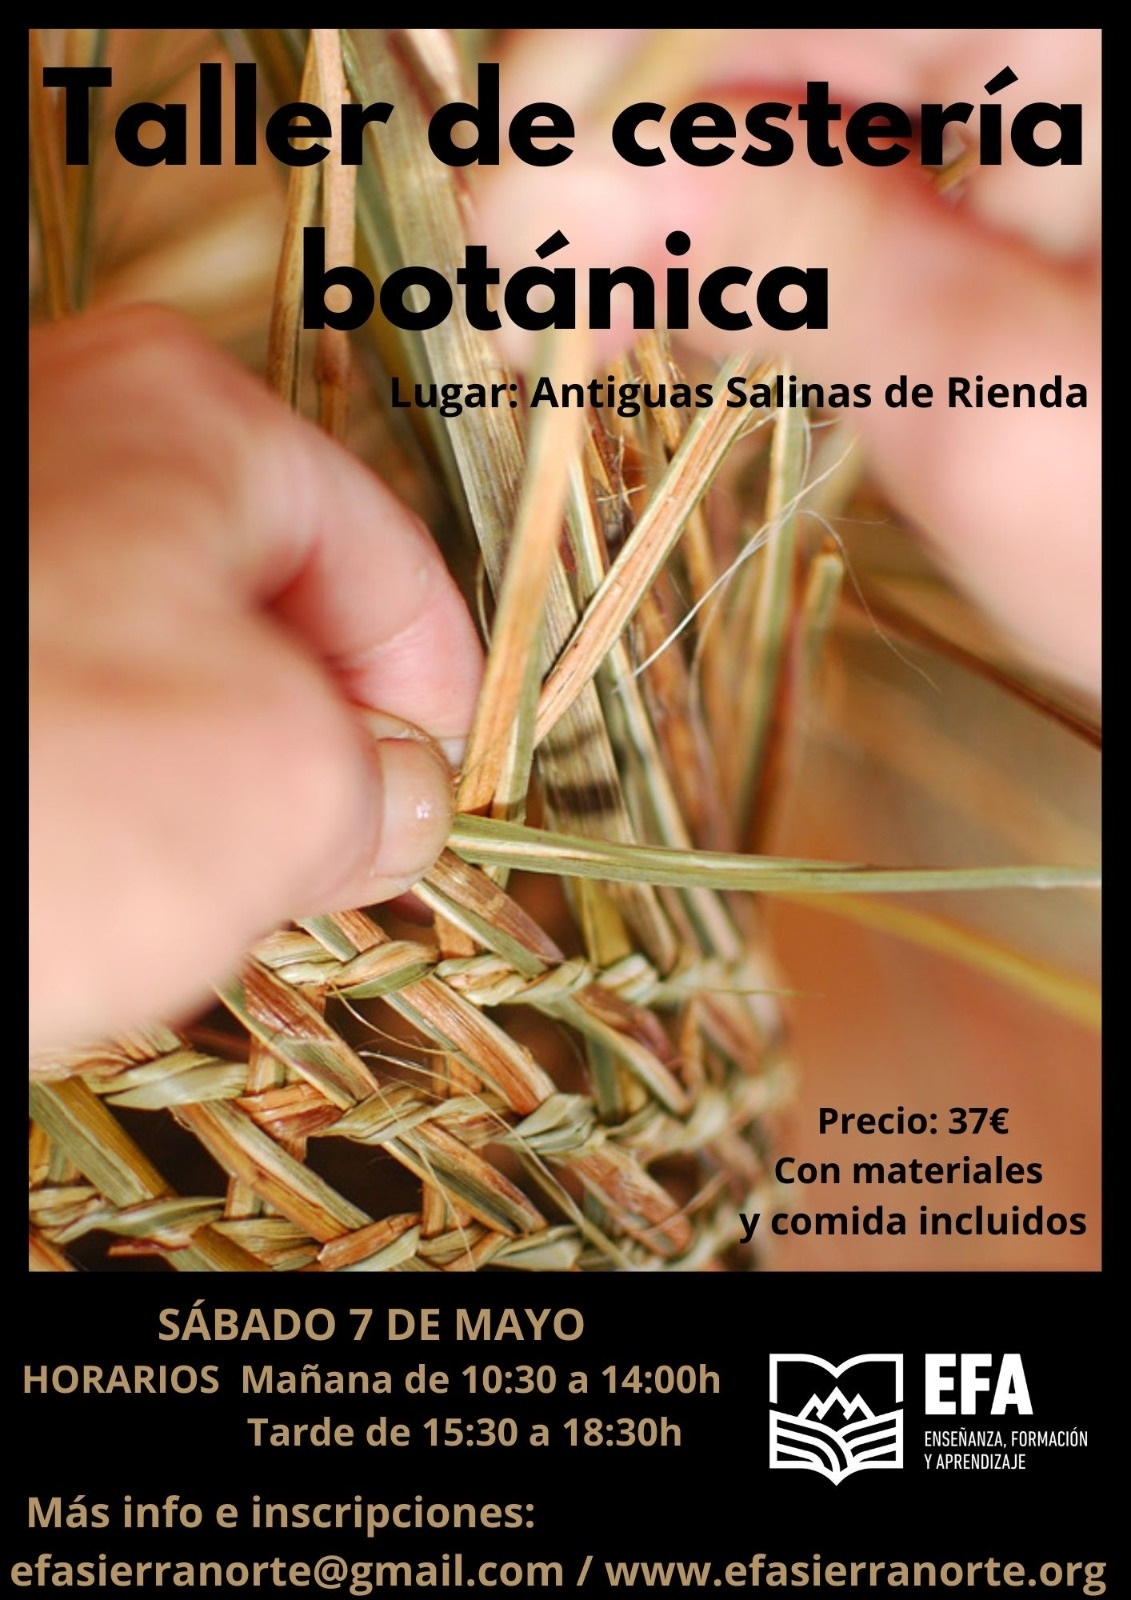 Taller de cestería
botánica
Lugar: Antiguas Salinas de Rienda
Precio: 37€
Con materiales
y comida incluidos
SÁBADO 7 DE MAYO
HORARIOS Mañana de 10:30 a 14:00h
Tarde de 15:30 a 18:30h
EFA
ENSEÑANZA, FORMACIÓN
Y APRENDIZAJE
Más info e inscripciones:
efasierranorte@gmail.com / www.efasierranorte.org